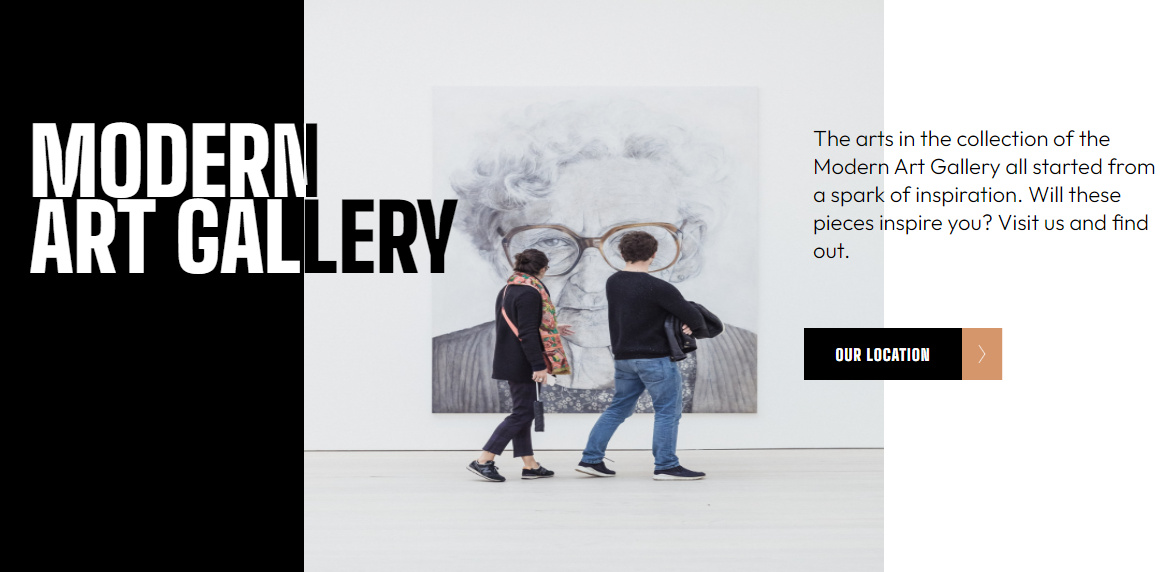 MODERN
ART GALLERY
The arts in the collection of the
Modern Art Gallery all started from
a spark of inspiration. Will these
pieces inspire you? Visit us and find
out.
OUR LOCATION